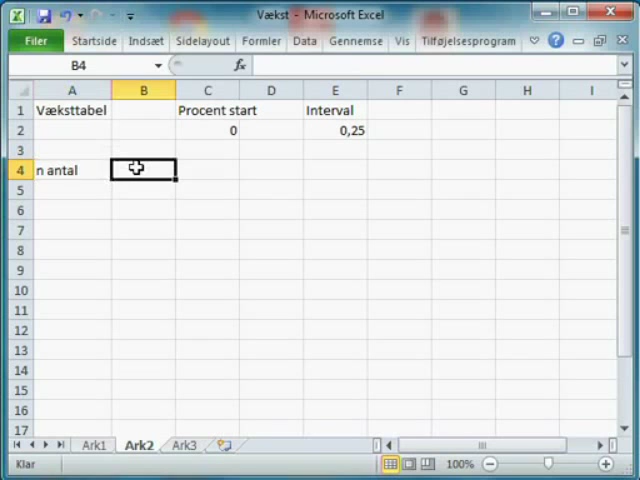 Vækst - Microsoft Excel
Filer Startside Indsæt Sidelayout Formler Data Gennemse Vis Tilføjelsesprogram
B4 fx
A B C D E F G H I
1 Væksttabel Procent start Interval
2 0 0,25
3
4 n antal
5
6
7
8
9
10
11
12
13
14
15
16
17
Ark1 Ark2 Ark3
Klar 100%